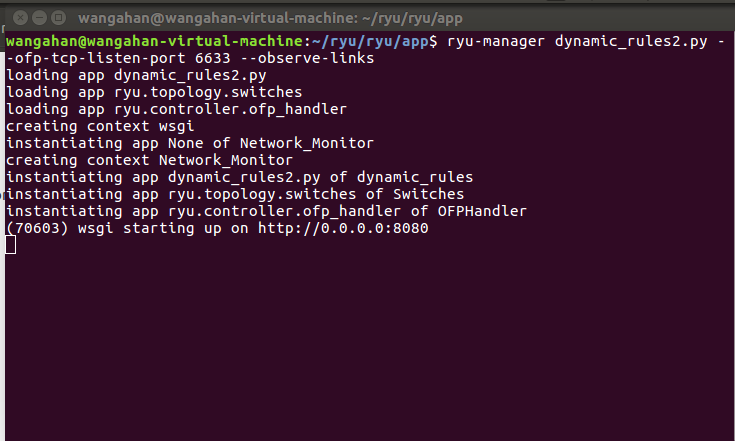 wangahan@wangahan-virtual-machine: ~/ryu/ryu/app
wangahan@wangahan-virtual-machine:~/ryu/ryu/app$ ryu-manager dynamic_rules2.py -
-ofp-tcp-listen-port 6633 --observe-links
loading app dynamic_rules2.py
loading app ryu.topology.switches
loading app ryu.controller.ofp_handler
creating context wsgi
instantiating app None of Network_Monitor
creating context Network_Monitor
instantiating app dynamic_rules2.py of dynamic_rules
instantiating app ryu.topology.switches of Switches
instantiating app ryu.controller.ofp_handler of OFPHandler
(70603) wsgi starting up on http://0.0.0.0:8080